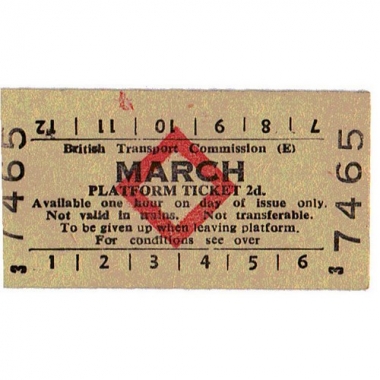 12 | 11 | 10 | 9 | 8 | 7
British Transport Commission (E)
MARCH
PLATFORM TICKET 2d.
Available one hour on day of issue only.
Not valid in trains. Not transferable.
To be given up when leaving platform.
For conditions see over
1 | 2 | 3 | 4 | 5 | 6
3 7465
3 7465